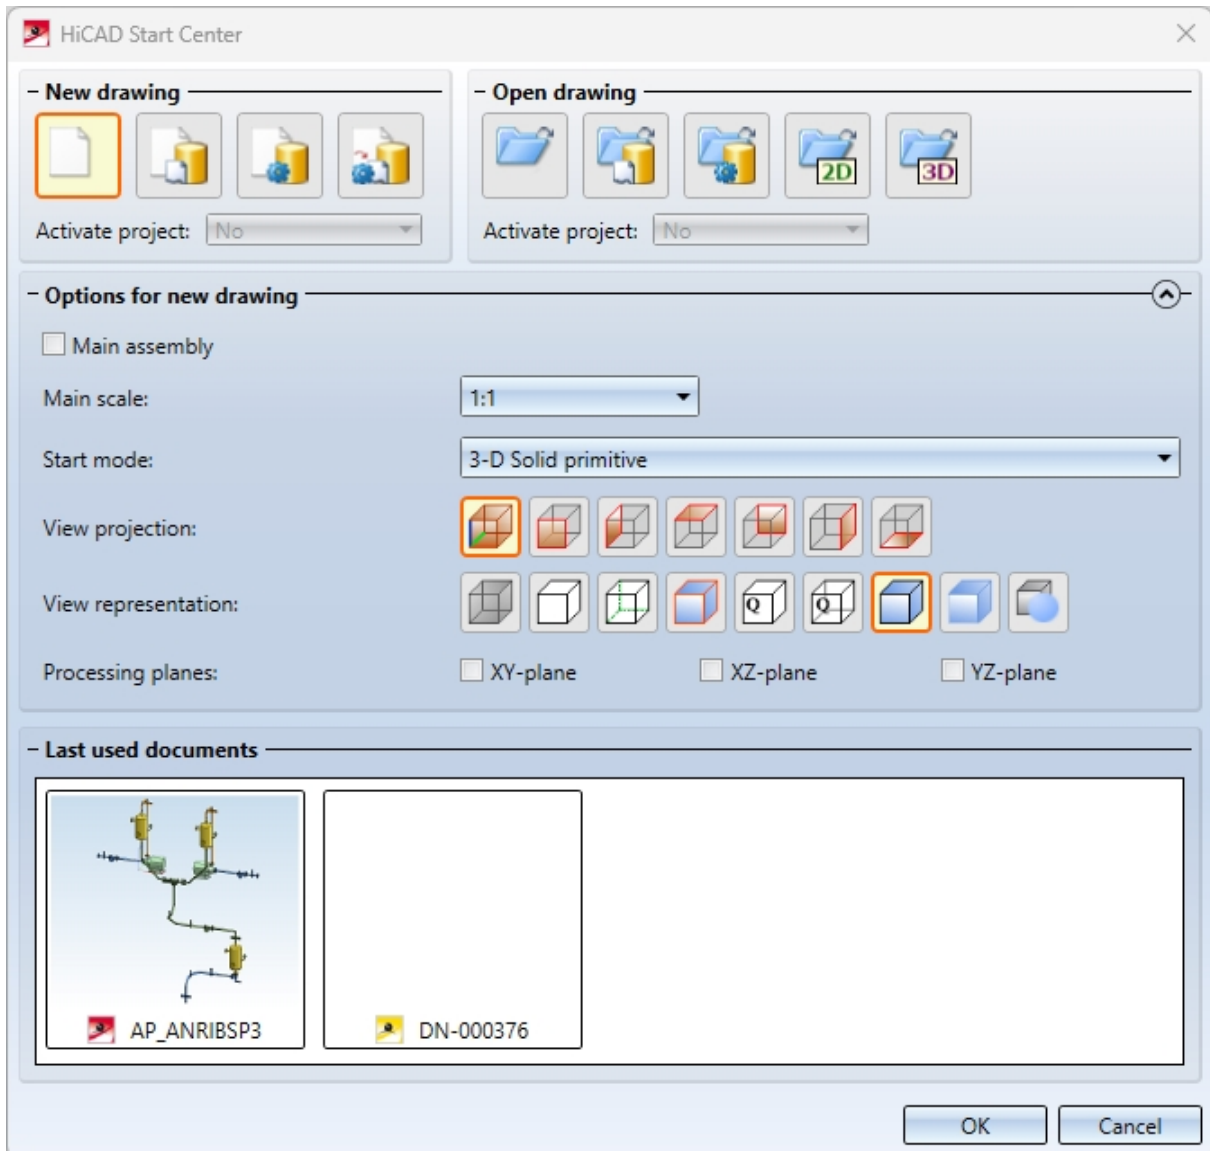 HiCAD Start Center
New drawing
Activate project: No
Open drawing
2D
3D
Activate project: No
Options for new drawing
Main assembly
Main scale: 1:1
Start mode: 3-D Solid primitive
View projection:
View representation:
Q
Q
Processing planes: XY-plane XZ-plane YZ-plane
Last used documents
AP_ANRIBSP3
DN-000376
OK Cancel